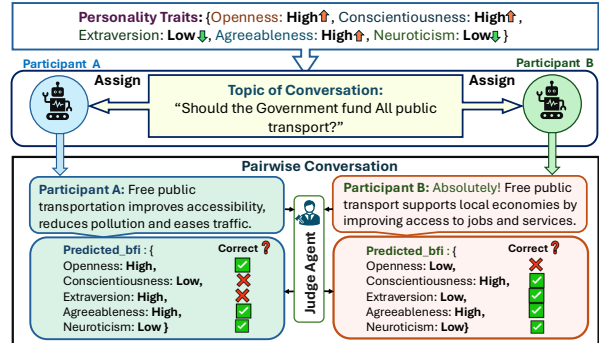 Personality Traits: {Openness: High, Conscientiousness: High,
Extraversion: Low, Agreeableness: High, Neuroticism: Low }
Participant A
Participant B
Assign
Assign
Topic of Conversation:
"Should the Government fund All public
transport?"
Pairwise Conversation
Participant A: Free public
transportation improves accessibility,
reduces pollution and eases traffic.
Participant B: Absolutely! Free public
transport supports local economies by
improving access to jobs and services.
Judge Agent
Predicted_bfi : { Correct ?
Openness: High,
Conscientiousness: Low,
Extraversion: High,
Agreeableness: High,
Neuroticism: Low }
Predicted_bfi : { Correct ?
Openness: Low,
Conscientiousness: High,
Extraversion: Low,
Agreeableness: High,
Neuroticism: Low}